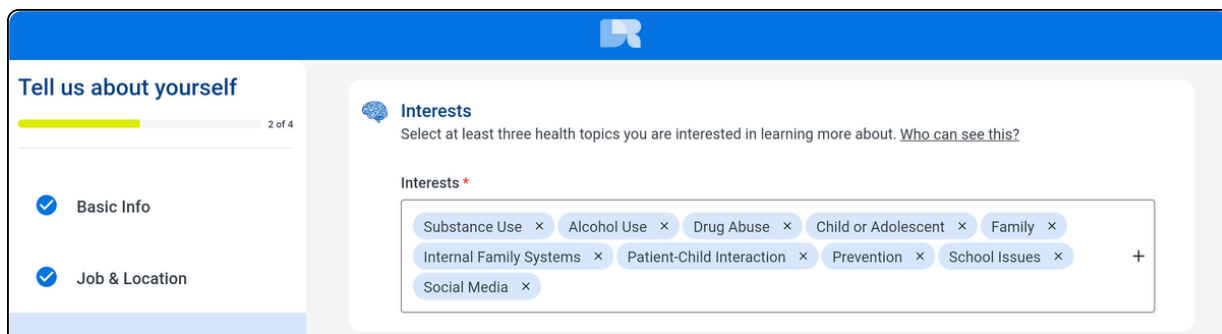 Tell us about yourself
2 of 4
Basic Info
Job & Location
Interests
Select at least three health topics you are interested in learning more about. Who can see this?
Interests *
Substance Use × Alcohol Use × Drug Abuse × Child or Adolescent × Family ×
Internal Family Systems × Patient-Child Interaction × Prevention × School Issues ×
Social Media ×
+